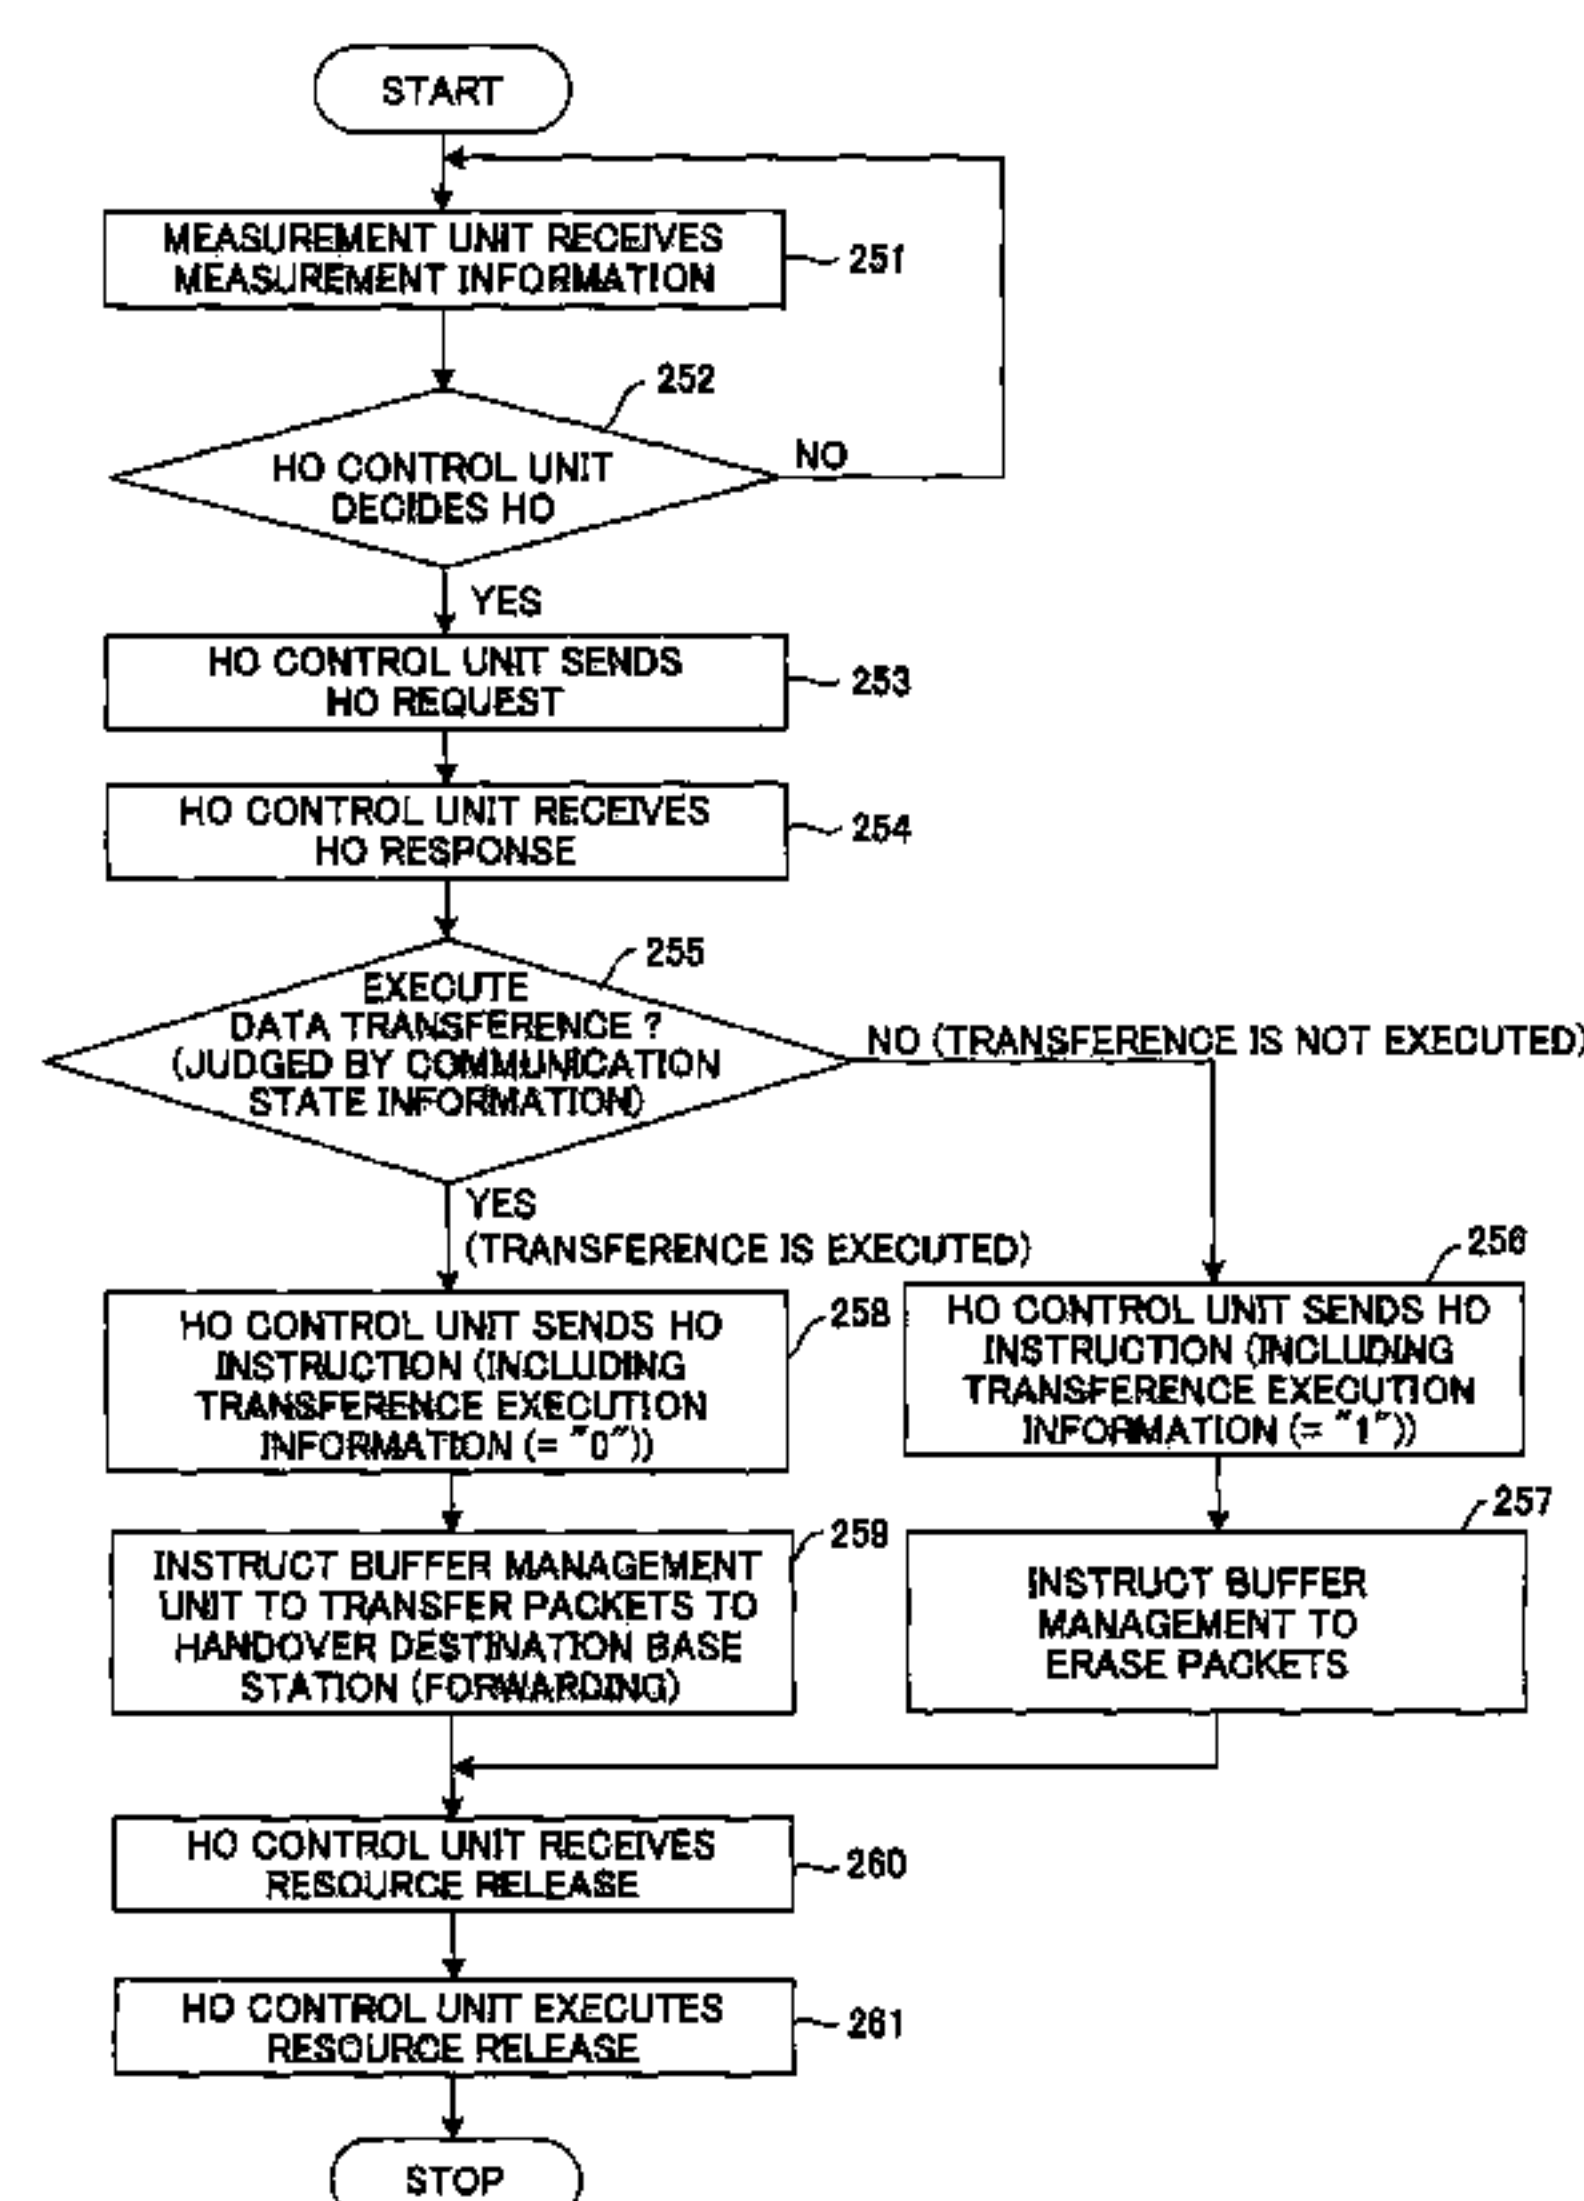 START
MEASUREMENT UNIT RECEIVES
MEASUREMENT INFORMATION
251
252
HO CONTROL UNIT
DECIDES HO
NO
YES
HO CONTROL UNIT SENDS
HO REQUEST
253
HO CONTROL UNIT RECEIVES
HO RESPONSE
254
255
EXECUTE
DATA TRANSFERENCE ?
(JUDGED BY COMMUNICATION
STATE INFORMATION)
NO (TRANSFERENCE IS NOT EXECUTED)
YES
(TRANSFERENCE IS EXECUTED)
258
HO CONTROL UNIT SENDS HO
INSTRUCTION (INCLUDING
TRANSFERENCE EXECUTION
INFORMATION (= "0"))
256
HO CONTROL UNIT SENDS HO
INSTRUCTION (INCLUDING
TRANSFERENCE EXECUTION
INFORMATION (= "1"))
259
INSTRUCT BUFFER MANAGEMENT
UNIT TO TRANSFER PACKETS TO
HANDOVER DESTINATION BASE
STATION (FORWARDING)
257
INSTRUCT BUFFER
MANAGEMENT TO
ERASE PACKETS
HO CONTROL UNIT RECEIVES
RESOURCE RELEASE
260
HO CONTROL UNIT EXECUTES
RESOURCE RELEASE
261
STOP